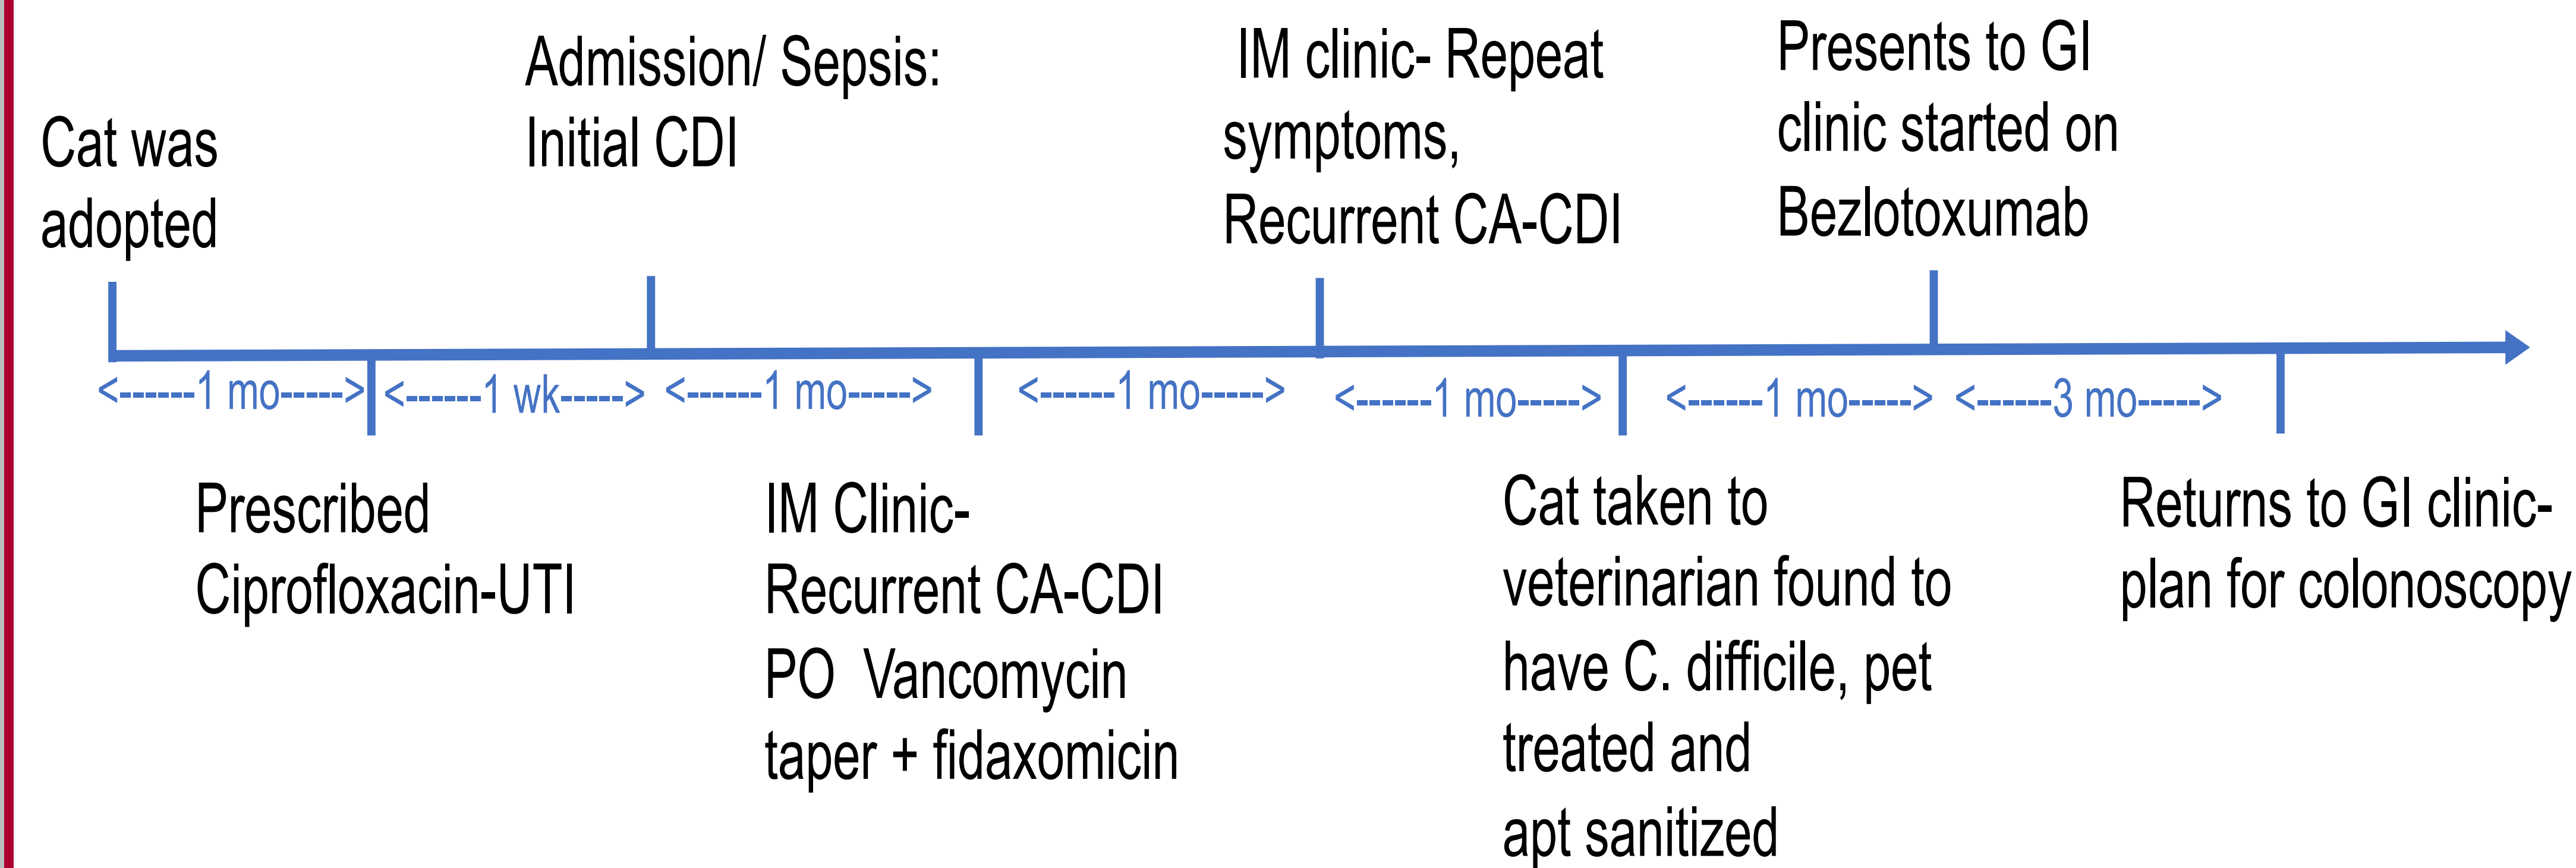 Cat was
adopted
Admission/ Sepsis:
Initial CDI
IM clinic- Repeat
symptoms,
Recurrent CA-CDI
Presents to GI
clinic started on
Bezlotoxumab
<------1 mo----->
<------1 wk----->
<------1 mo----->
<------1 mo----->
<------1 mo----->
<------1 mo----->
<------3 mo----->
Prescribed
Ciprofloxacin-UTI
IM Clinic-
Recurrent CA-CDI
PO Vancomycin
taper + fidaxomicin
Cat taken to
veterinarian found to
have C. difficile, pet
treated and
apt sanitized
Returns to GI clinic-
plan for colonoscopy